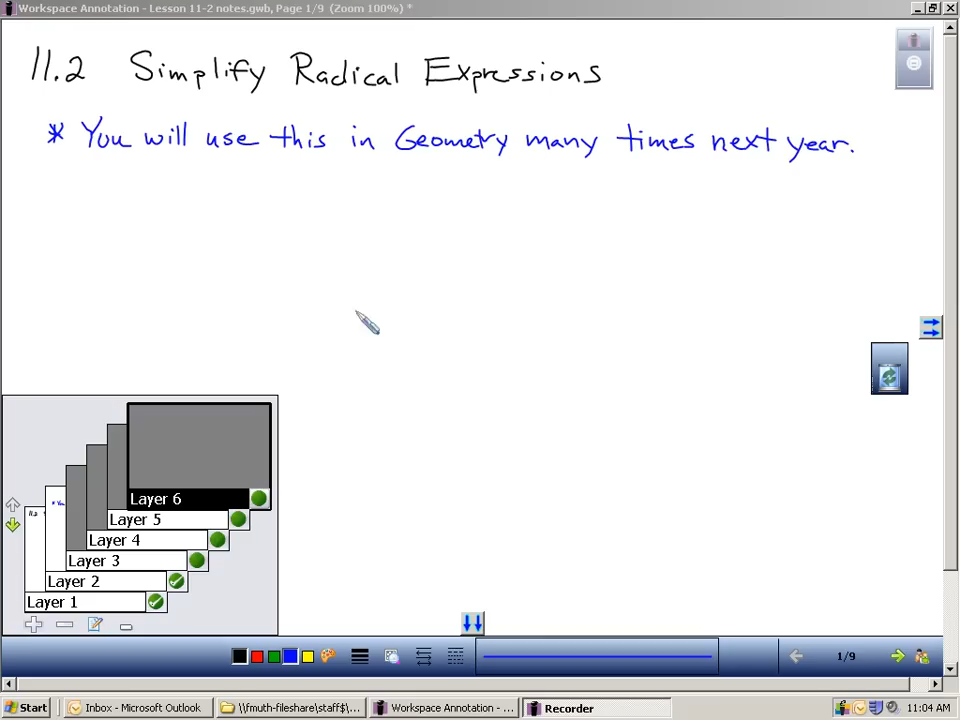 Workspace Annotation - Lesson 11-2 notes.gwb, Page 1/9 (Zoom 100%) *
11.2 Simplify Radical Expressions
* You will use this in Geometry many times next year.
Layer 6
Layer 5
Layer 4
Layer 3
Layer 2
Layer 1
1/9
Start
Inbox - Microsoft Outlook
\\fmuth-fileshare\staff$\...
Workspace Annotation - ...
Recorder
11:04 AM